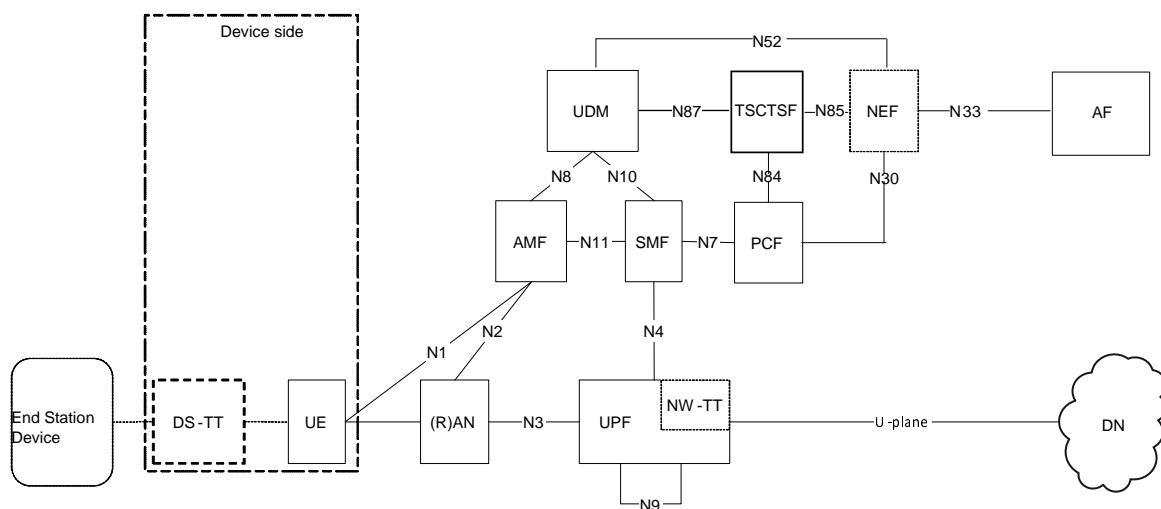 Device side
N52
UDM
N87
TSCTSF
N85
NEF
N33
AF
N8
N10
N84
N30
AMF
N11
SMF
N7
PCF
N1
N2
N4
End Station
Device
DS-TT
UE
(R)AN
N3
UPF
NW-TT
U-plane
DN
N9